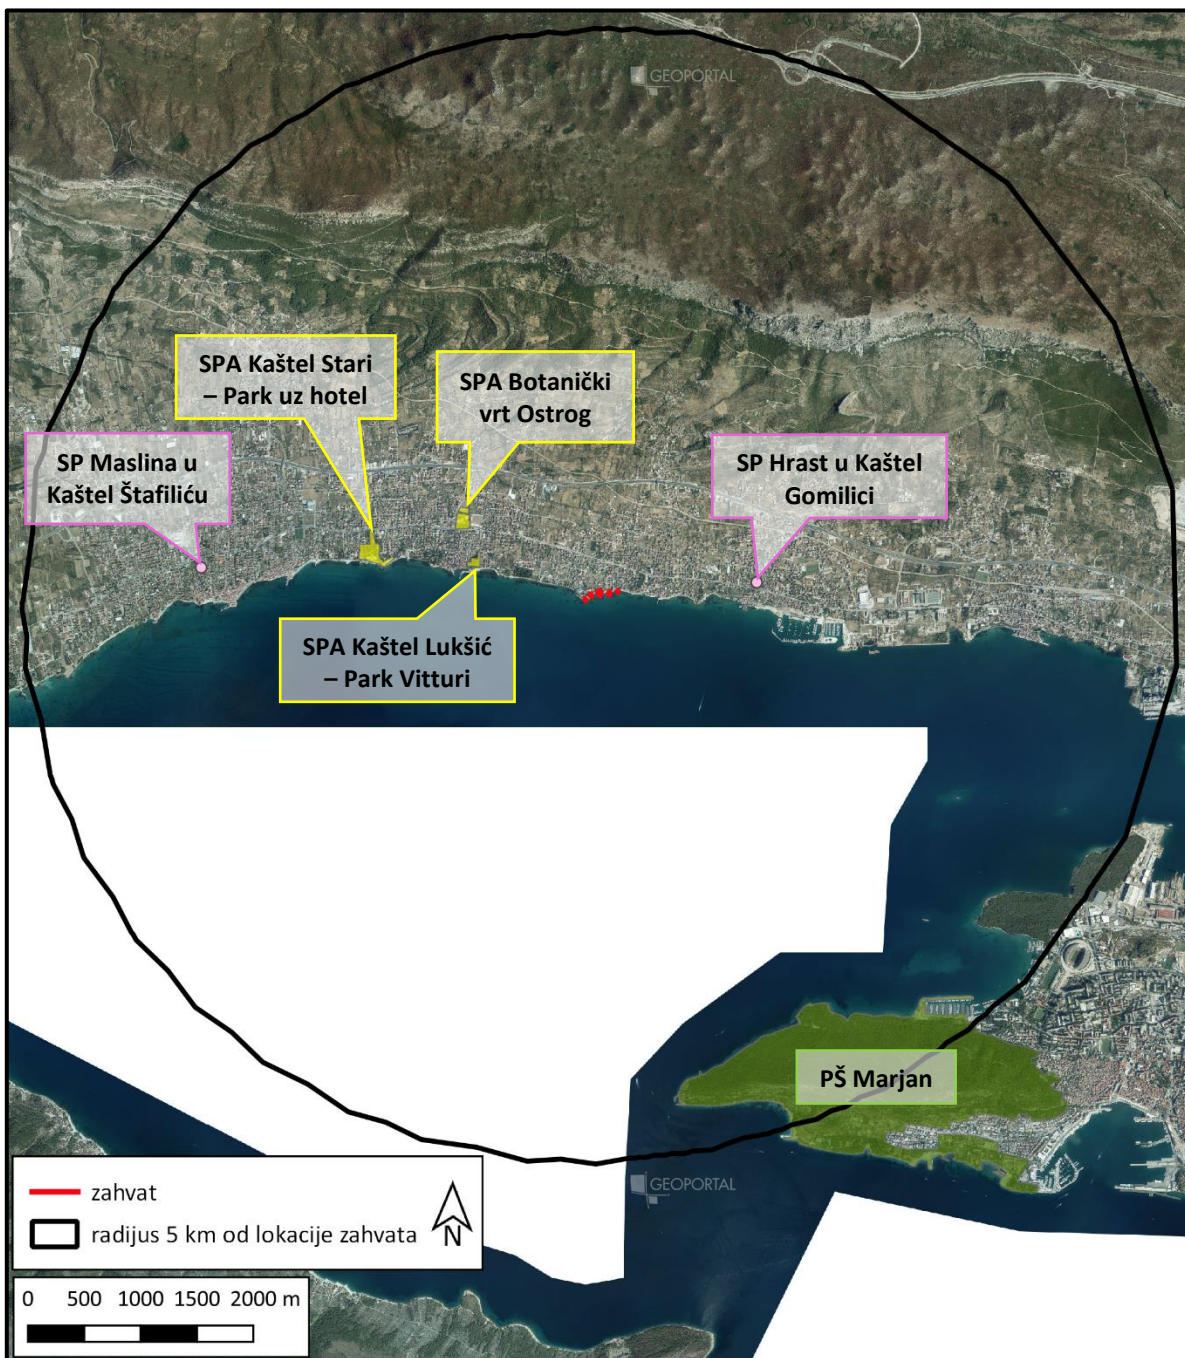 GEOPORTAL
SPA Kaštel Stari
– Park uz hotel
SPA Botanički
vrt Ostrog
SP Maslina u
Kaštel Štafiliću
SP Hrast u Kaštel
Gomilici
SPA Kaštel Lukšić
– Park Vitturi
PŠ Marjan
GEOPORTAL
zahvat
radijus 5 km od lokacije zahvata
N
0 500 1000 1500 2000 m